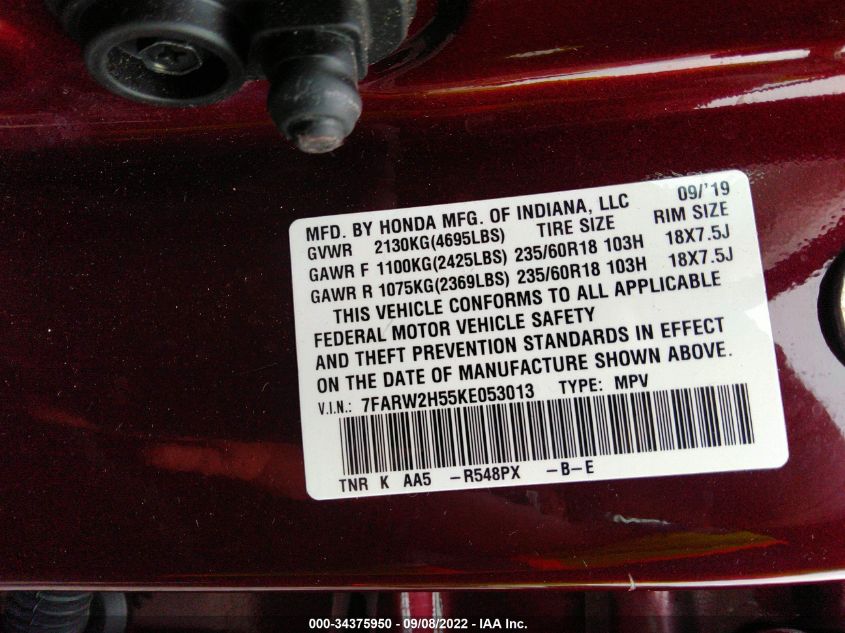 MFD. BY HONDA MFG. OF INDIANA, LLC 09/'19
GVWR 2130KG(4695LBS) TIRE SIZE RIM SIZE
GAWR F 1100KG(2425LBS) 235/60R18 103H 18X7.5J
GAWR R 1075KG(2369LBS) 235/60R18 103H 18X7.5J
THIS VEHICLE CONFORMS TO ALL APPLICABLE
FEDERAL MOTOR VEHICLE SAFETY
AND THEFT PREVENTION STANDARDS IN EFFECT
ON THE DATE OF MANUFACTURE SHOWN ABOVE.
V.I.N.: 7FARW2H55KE053013 TYPE: MPV
TNR K AA5 -R548PX -B-E
000-34375950 - 09/08/2022 - IAA Inc.